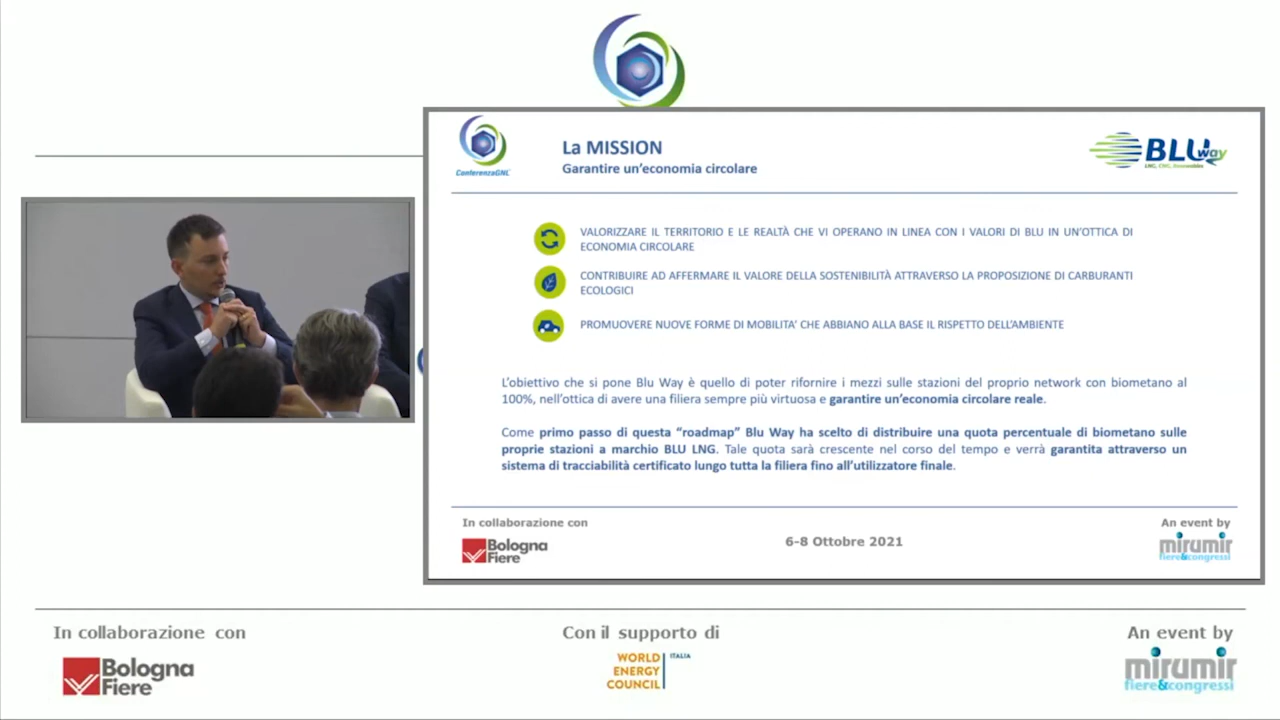 La MISSION
Garantire un'economia circolare
ConferenzaGNL
BLU way
LNG, CNG, Renewables
VALORIZZARE IL TERRITORIO E LE REALTÀ CHE VI OPERANO IN LINEA CON I VALORI DI BLU IN UN'OTTICA DI
ECONOMIA CIRCOLARE
CONTRIBUIRE AD AFFERMARE IL VALORE DELLA SOSTENIBILITÀ ATTRAVERSO LA PROPOSIZIONE DI CARBURANTI
ECOLOGICI
PROMUOVERE NUOVE FORME DI MOBILITA' CHE ABBIANO ALLA BASE IL RISPETTO DELL'AMBIENTE
L'obiettivo che si pone Blu Way è quello di poter rifornire i mezzi sulle stazioni del proprio network con biometano al
100%, nell'ottica di avere una filiera sempre più virtuosa e garantire un'economia circolare reale.
Come primo passo di questa “roadmap” Blu Way ha scelto di distribuire una quota percentuale di biometano sulle
proprie stazioni a marchio BLU LNG. Tale quota sarà crescente nel corso del tempo e verrà garantita attraverso un
sistema di tracciabilità certificato lungo tutta la filiera fino all'utilizzatore finale.
In collaborazione con
Bologna
Fiere
6-8 Ottobre 2021
An event by
mirumir
fiere&congressi
In collaborazione con
Bologna
Fiere
Con il supporto di
WORLD
ENERGY
COUNCIL
ITALIA
An event by
mirumir
fiere&congressi